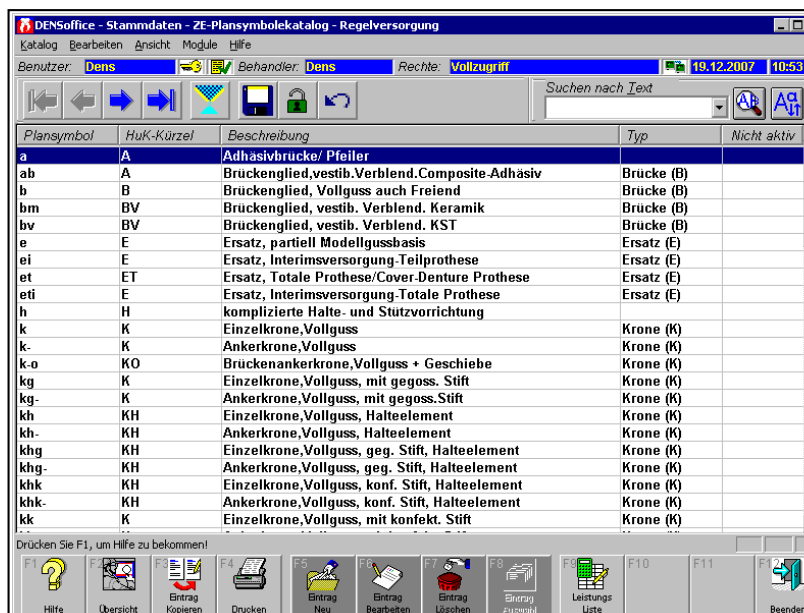 DENSoffice - Stammdaten - ZE-Plansymbolekatalog - Regelversorgung
Katalog Bearbeiten Ansicht Module Hilfe
Benutzer: Dens Behandler: Dens Rechte: Vollzugriff 19.12.2007 10:53
Suchen nach Text
Plansymbol HuK-Kürzel Beschreibung Typ Nicht aktiv
a A Adhäsivbrücke/ Pfeiler
ab A Brückenglied,vestib.Verblend.Composite-Adhäsiv Brücke (B)
b B Brückenglied, Vollguss auch Freiend Brücke (B)
bm BV Brückenglied, vestib. Verblend. Keramik Brücke (B)
bv BV Brückenglied, vestib. Verblend. KST Brücke (B)
e E Ersatz, partiell Modellgussbasis Ersatz (E)
ei E Ersatz, Interimsversorgung-Teilprothese Ersatz (E)
et ET Ersatz, Totale Prothese/Cover-Denture Prothese Ersatz (E)
eti E Ersatz, Interimsversorgung-Totale Prothese Ersatz (E)
h H komplizierte Halte- und Stützvorrichtung
k K Einzelkrone,Vollguss Krone (K)
k- K Ankerkrone,Vollguss Krone (K)
k-o KO Brückenankerkrone,Vollguss + Geschiebe Krone (K)
kg K Einzelkrone,Vollguss, mit gegoss. Stift Krone (K)
kg- K Ankerkrone,Vollguss, mit gegoss.Stift Krone (K)
kh KH Einzelkrone,Vollguss, Halteelement Krone (K)
kh- KH Ankerkrone,Vollguss, Halteelement Krone (K)
khg KH Einzelkrone,Vollguss, geg. Stift, Halteelement Krone (K)
khg- KH Ankerkrone,Vollguss, geg. Stift, Halteelement Krone (K)
khk KH Einzelkrone,Vollguss, konf. Stift, Halteelement Krone (K)
khk- KH Ankerkrone,Vollguss, konf. Stift, Halteelement Krone (K)
kk K Einzelkrone,Vollguss, mit konfekt. Stift Krone (K)
Drücken Sie F1, um Hilfe zu bekommen!
F1 F2 F3 F4 F5 F6 F7 F8 F9 F10 F11 F12
Hilfe Übersicht Eintrag Kopieren Drucken Eintrag Neu Eintrag Bearbeiten Eintrag Löschen Eintrag Auswahl Leistungs Liste Beenden